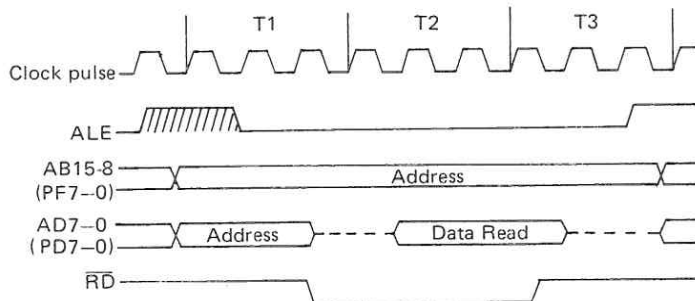 T1 T2 T3
Clock pulse
ALE
AB15-8
(PF7-0)
Address
AD7-0
(PD7-0)
Address
Data Read
RD